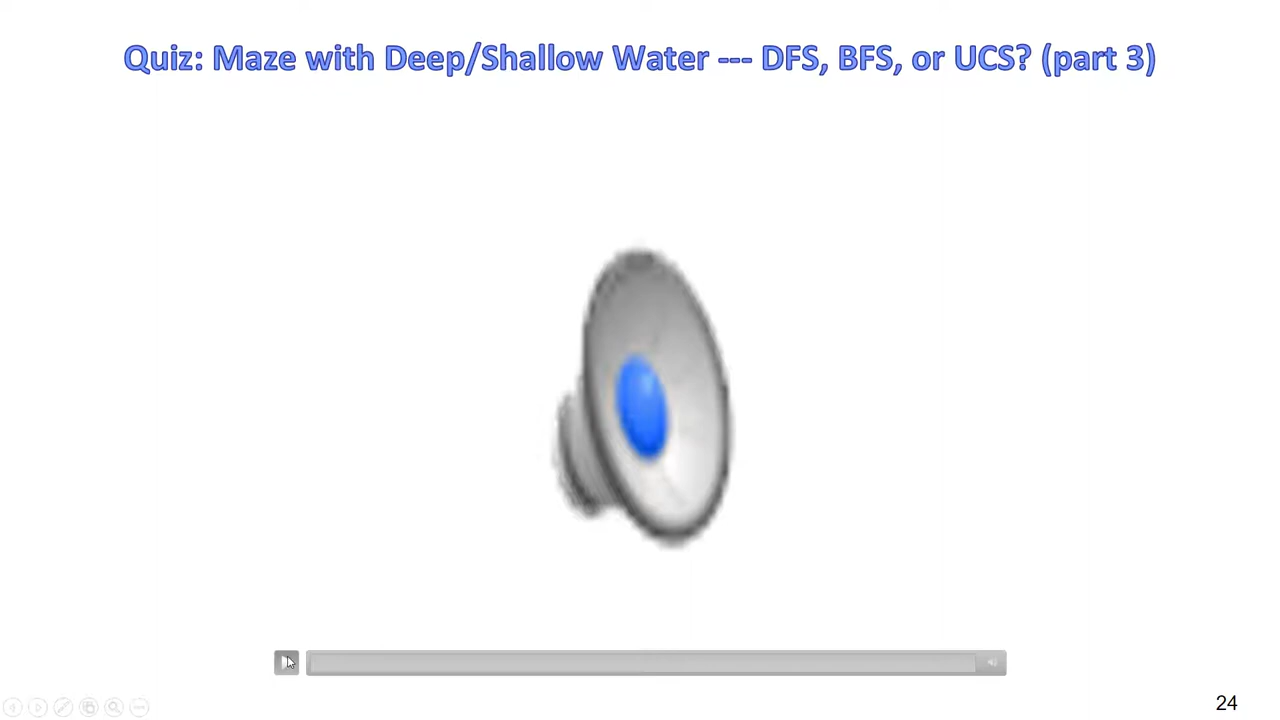 Quiz: Maze with Deep/Shallow Water --- DFS, BFS, or UCS? (part 3)
24